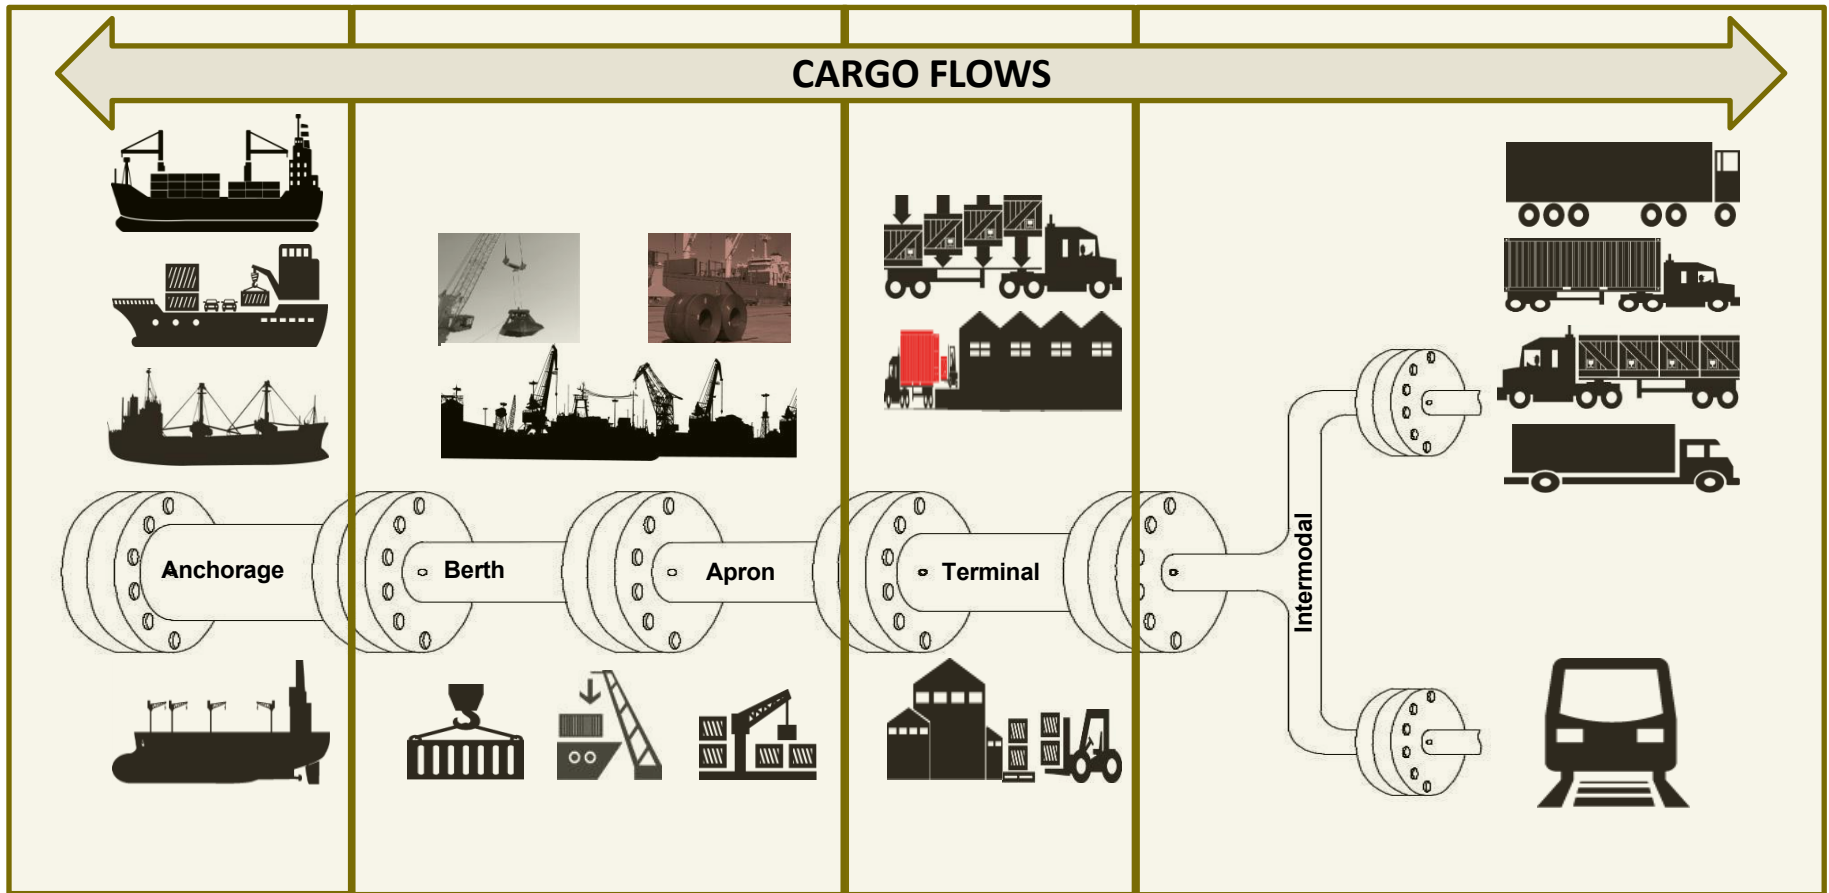 CARGO FLOWS
Anchorage
Berth
Apron
Terminal
Intermodal